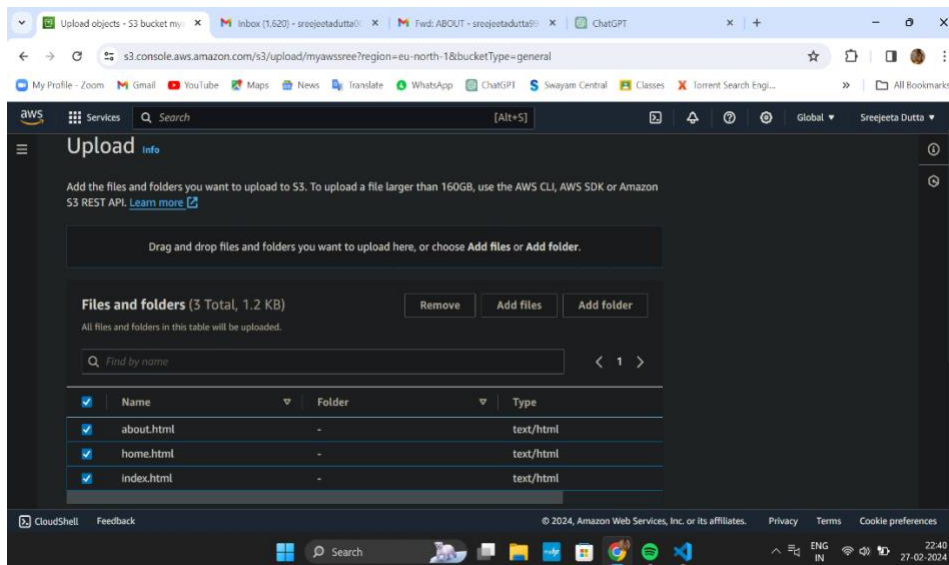 Upload objects - S3 bucket my
Inbox (1,620) - sreejeetadutta0
Fwd: ABOUT - sreejeetadutta99
ChatGPT
s3.console.aws.amazon.com/s3/upload/myawssree?region=eu-north-1&bucketType=general
My Profile - Zoom Gmail YouTube Maps News Translate WhatsApp ChatGPT Swayam Central Classes Torrent Search Engi... » All Bookmarks
aws Services Search [Alt+S] Global Sreejeeta Dutta
Upload Info
Add the files and folders you want to upload to S3. To upload a file larger than 160GB, use the AWS CLI, AWS SDK or Amazon
S3 REST API. Learn more
Drag and drop files and folders you want to upload here, or choose Add files or Add folder.
Files and folders (3 Total, 1.2 KB) Remove Add files Add folder
All files and folders in this table will be uploaded.
Find by name 1
Name Folder Type
about.html - text/html
home.html - text/html
index.html - text/html
CloudShell Feedback © 2024, Amazon Web Services, Inc. or its affiliates. Privacy Terms Cookie preferences
Search ENG 22:40
IN 27-02-2024